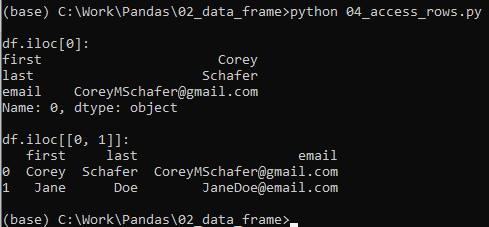 (base) C:\Work\Pandas\02_data_frame>python 04_access_rows.py
df.iloc[0]:
first                     Corey
last                    Schafer
email    CoreyMSchafer@gmail.com
Name: 0, dtype: object
df.iloc[[0, 1]]:
   first     last                    email
0  Corey  Schafer  CoreyMSchafer@gmail.com
1   Jane      Doe        JaneDoe@email.com
(base) C:\Work\Pandas\02_data_frame>